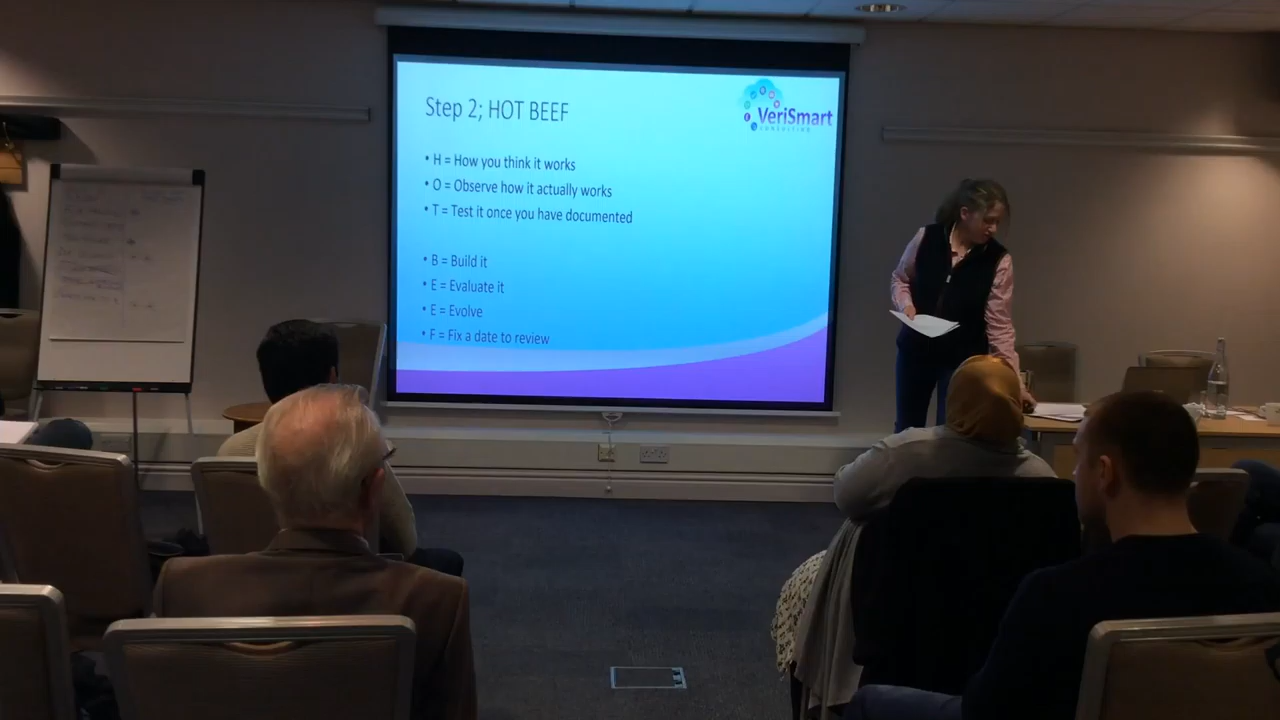 Step 2; HOT BEEF
VeriSmart
CONSULTING
• H = How you think it works
• O = Observe how it actually works
• T = Test it once you have documented
• B = Build it
• E = Evaluate it
• E = Evolve
• F = Fix a date to review